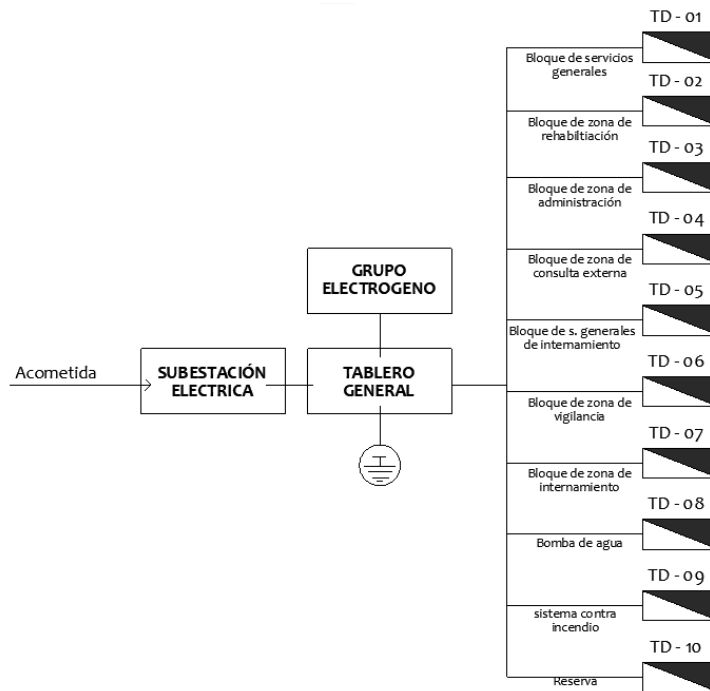 TD - 01
Bloque de servicios
generales
TD - 02
Bloque de zona de
rehabiltiación
TD - 03
Bloque de zona de
administración
TD - 04
Bloque de zona de
consulta externa
GRUPO
ELECTROGENO
TD - 05
Bloque de s. generales
de internamiento
Acometida
SUBESTACIÓN
ELECTRICA
TABLERO
GENERAL
TD - 06
Bloque de zona de
vigilancia
TD - 07
Bloque de zona de
internamiento
TD - 08
Bomba de agua
TD - 09
sistema contra
incendio
TD - 10
Reserva